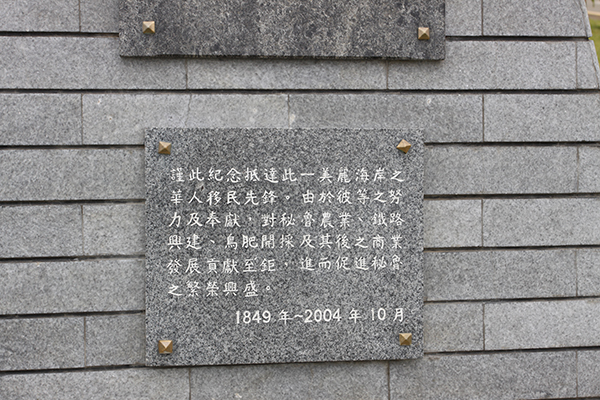 謹此紀念抵達此一美麗海岸之
華人移民先鋒。由於彼等之努
力及奉獻，對秘魯農業、鐵路
興建、鳥肥開採及其後之商業
發展貢獻至鉅，進而促進秘魯
之繁榮興盛。
1849 年~2004 年 10 月